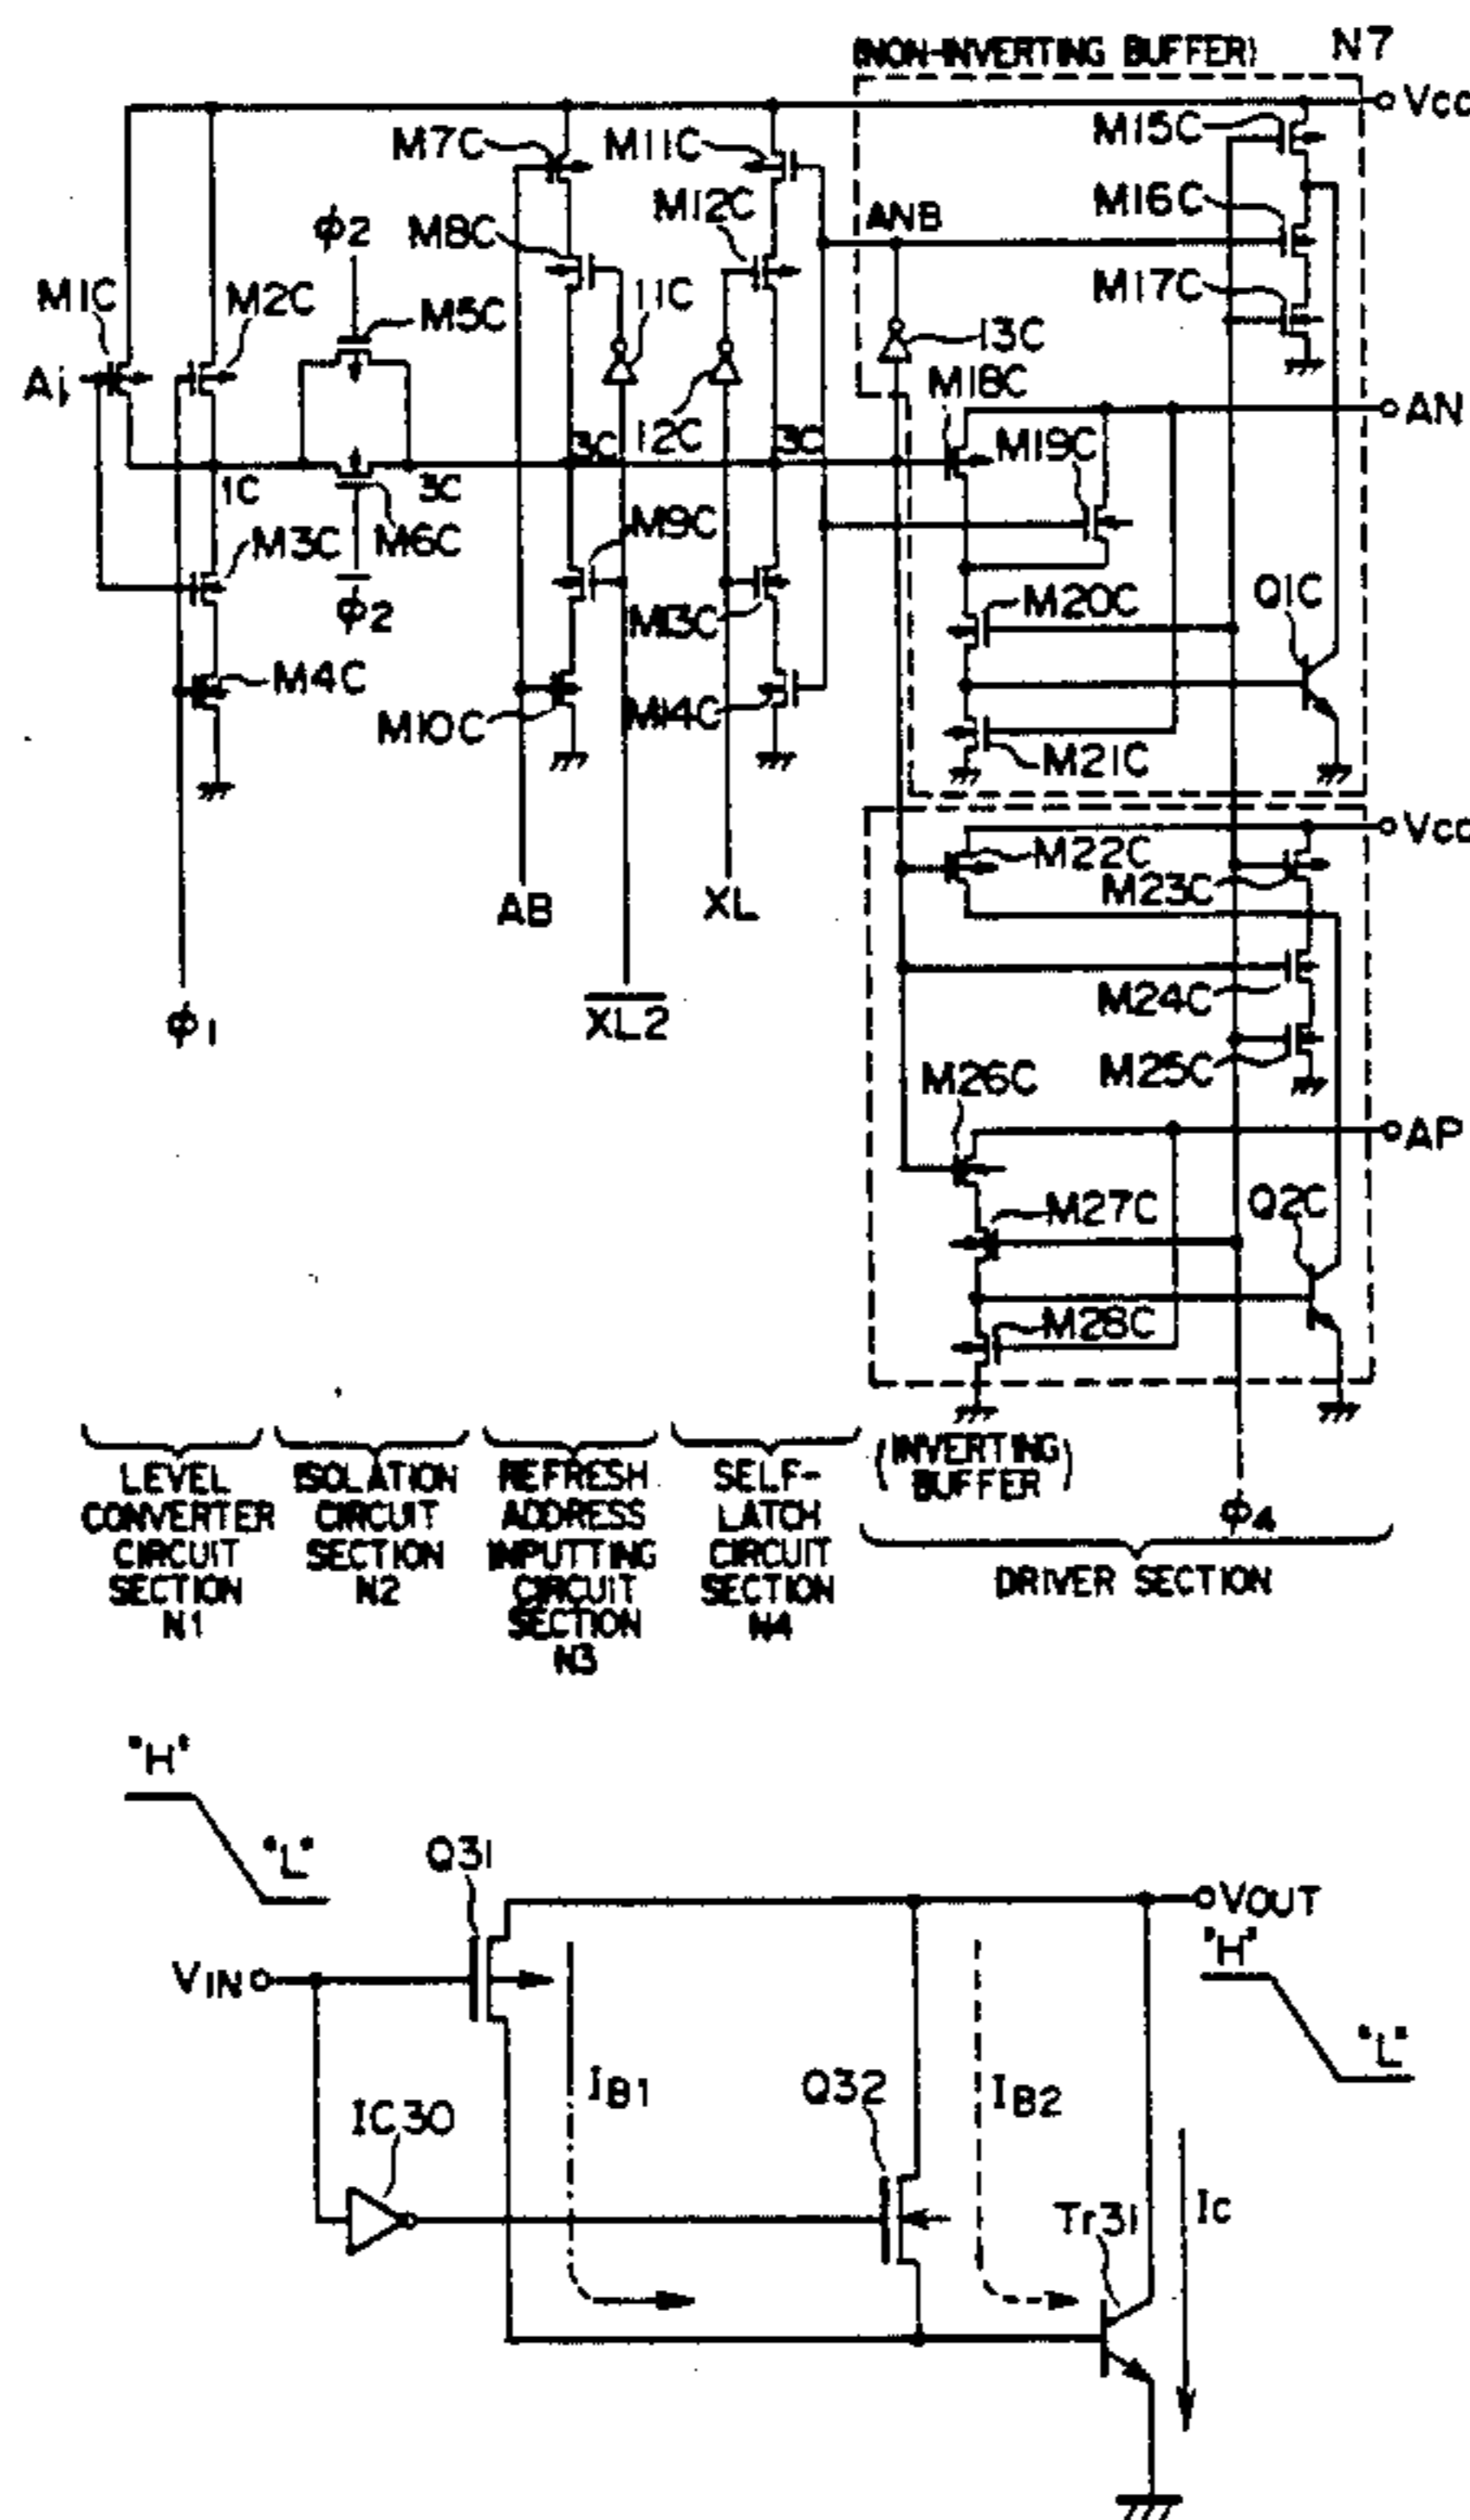 (NON-INVERTING BUFFER) N7
Vcc
M15C
M7C
M11C
M16C
M12C
ANB
φ2
M8C
M17C
M1C
M2C
11C
M5C
13C
Ai
M18C
AN
12C
3C
3C
M19C
1C
3C
M9C
M3C
M6C
M20C
Q1C
φ2
M13C
M4C
M14C
M10C
M21C
Vcc
M22C
M23C
AB
XL
M24C
φ1
XL2
M25C
M26C
AP
M27C
Q2C
M28C
(INVERTING BUFFER)
LEVEL CONVERTER CIRCUIT SECTION N1
ISOLATION CIRCUIT SECTION N2
REFRESH ADDRESS INPUTTING CIRCUIT SECTION N3
SELF-LATCH CIRCUIT SECTION N4
φ4
DRIVER SECTION
"H"
"L"
Q31
VOUT
"H"
VIN
"L"
IB1
Q32
IB2
IC30
Tr31
Ic